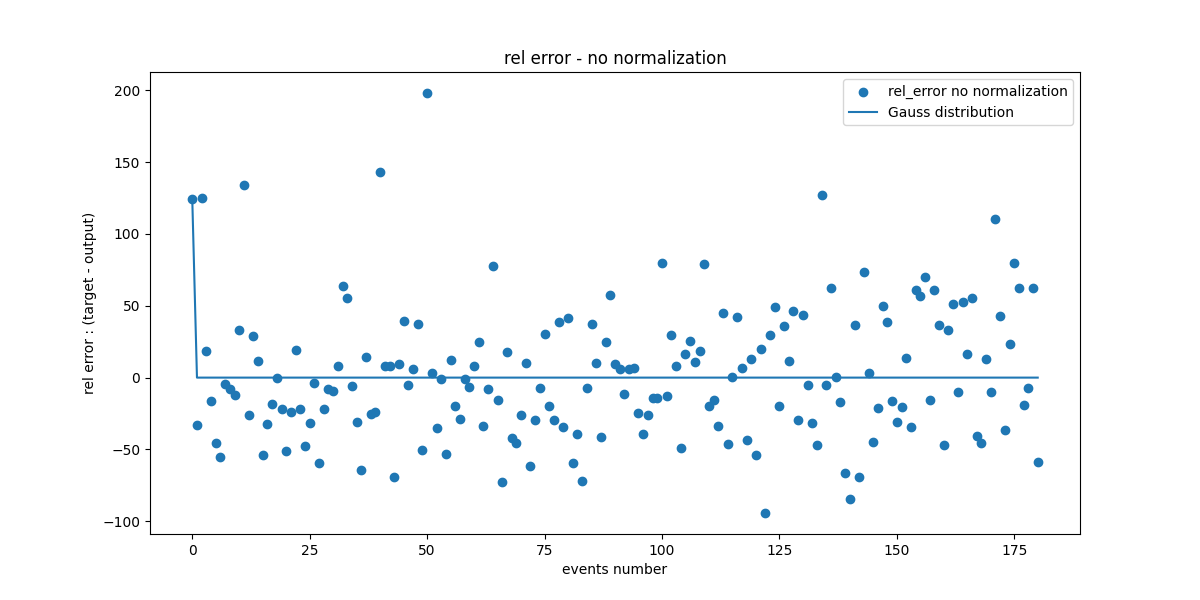 rel error - no normalization
rel_error no normalization
Gauss distribution
rel error : (target - output)
200
150
100
50
0
−50
−100
0 25 50 75 100 125 150 175
events number